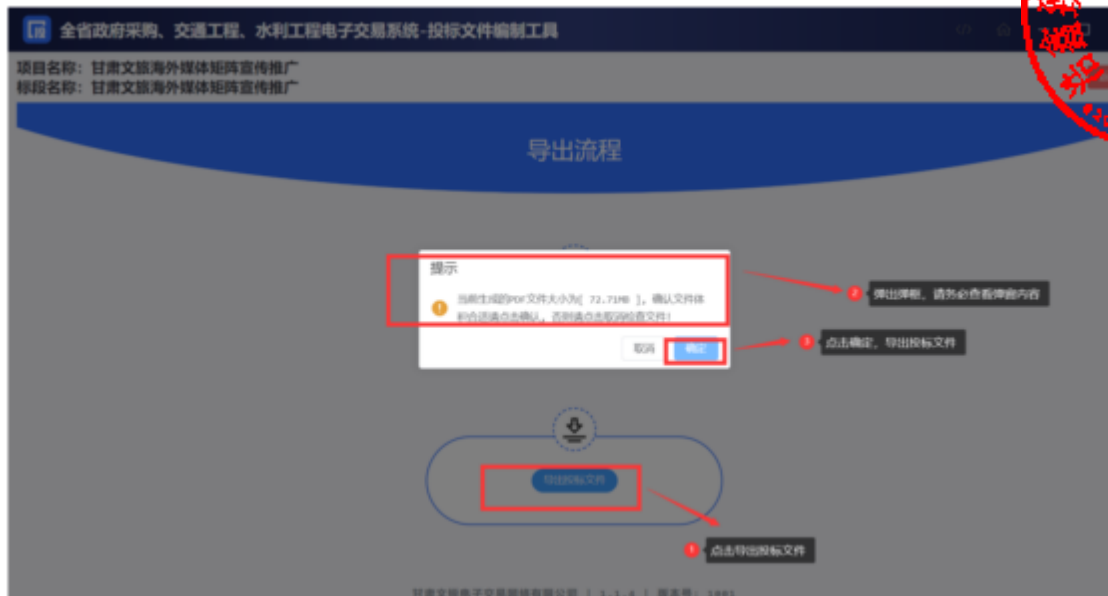 全省政府采购、交通工程、水利工程电子交易系统-投标文件编制工具
项目名称：甘肃文旅海外媒体矩阵宣传推广
标段名称：甘肃文旅海外媒体矩阵宣传推广
导出流程
提示
当前生成的PDF文件大小为[ 72.71MB ]，确认文件体
积合适请点击确认，否则请点击取消检查文件！
取消 确定
2 弹出弹框，请务必查看弹窗内容
3 点击确定，导出投标文件
导出投标文件
1 点击导出投标文件